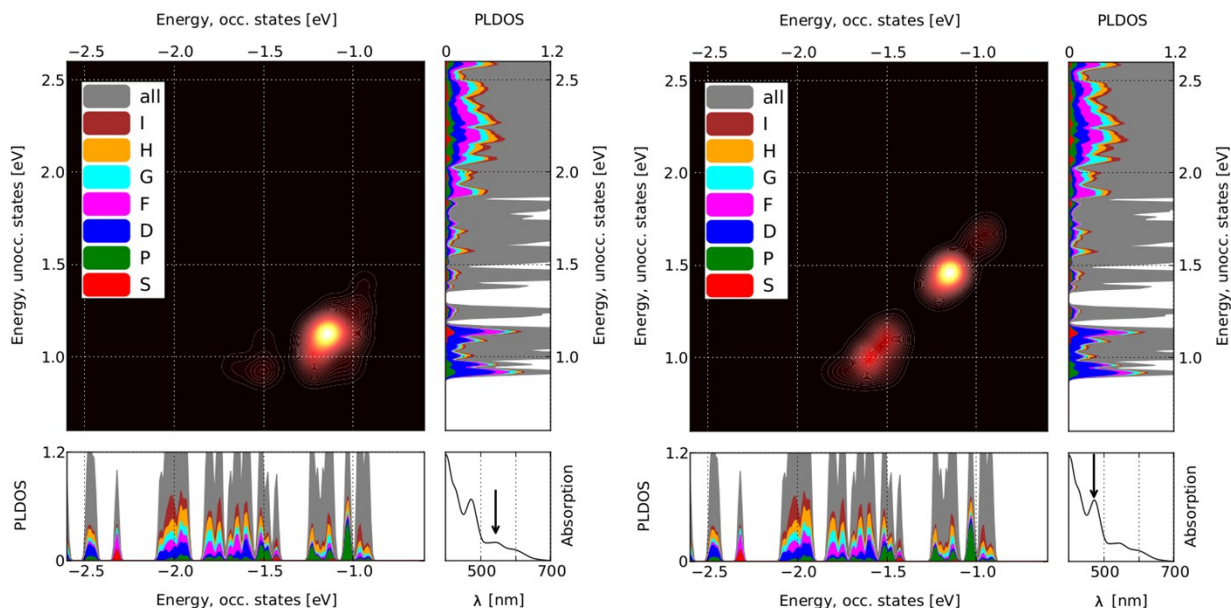 Energy, occ. states [eV]
−2.5 −2.0 −1.5 −1.0
PLDOS
0 1.2
Energy, unocc. states [eV]
2.5
2.0
1.5
1.0
all
I
H
G
F
D
P
S
2.5
2.0
1.5
1.0
Energy, unocc. states [eV]
PLDOS
1.2
0
−2.5 −2.0 −1.5 −1.0
Energy, occ. states [eV]
500 700
λ [nm]
Absorption
Energy, occ. states [eV]
−2.5 −2.0 −1.5 −1.0
PLDOS
0 1.2
Energy, unocc. states [eV]
2.5
2.0
1.5
1.0
all
I
H
G
F
D
P
S
2.5
2.0
1.5
1.0
Energy, unocc. states [eV]
PLDOS
1.2
0
−2.5 −2.0 −1.5 −1.0
Energy, occ. states [eV]
500 700
λ [nm]
Absorption